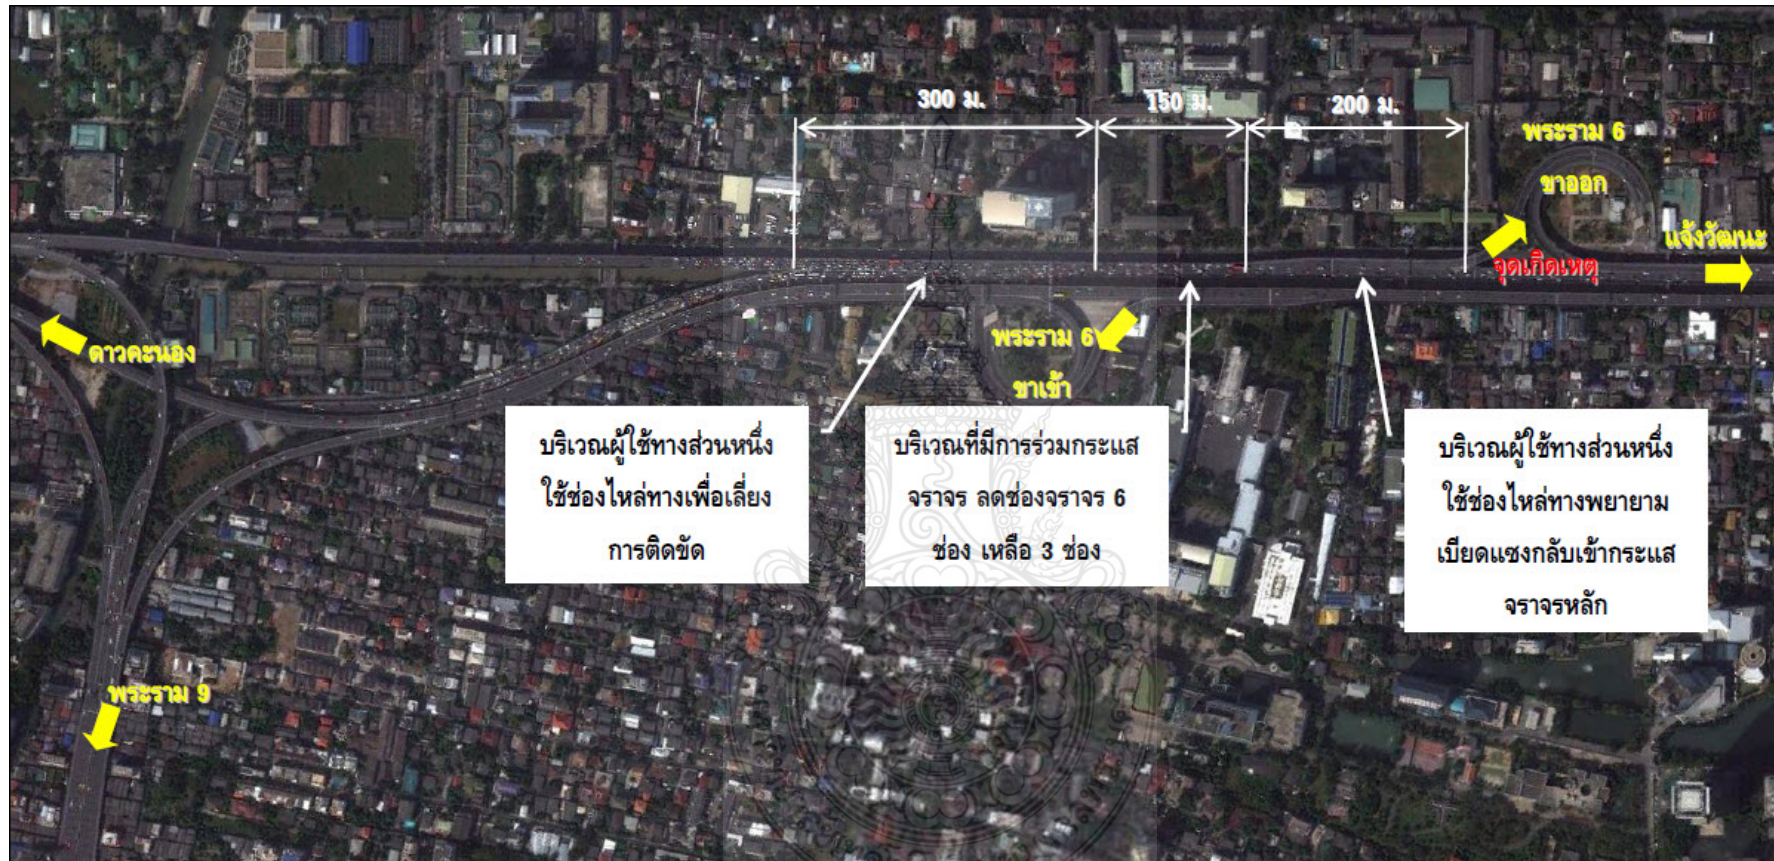 300 ม.
150 ม.
200 ม.
พระราม 6
ขาออก
แจ้งวัฒนะ
จุดเกิดเหตุ
ดาวคะนอง
พระราม 6
ขาเข้า
บริเวณผู้ใช้ทางส่วนหนึ่ง
ใช้ช่องไหล่ทางเพื่อเลี่ยง
การติดขัด
บริเวณที่มีการร่วมกระแส
จราจร ลดช่องจราจร 6
ช่อง เหลือ 3 ช่อง
บริเวณผู้ใช้ทางส่วนหนึ่ง
ใช้ช่องไหล่ทางพยายาม
เบียดแซงกลับเข้ากระแส
จราจรหลัก
พระราม 9